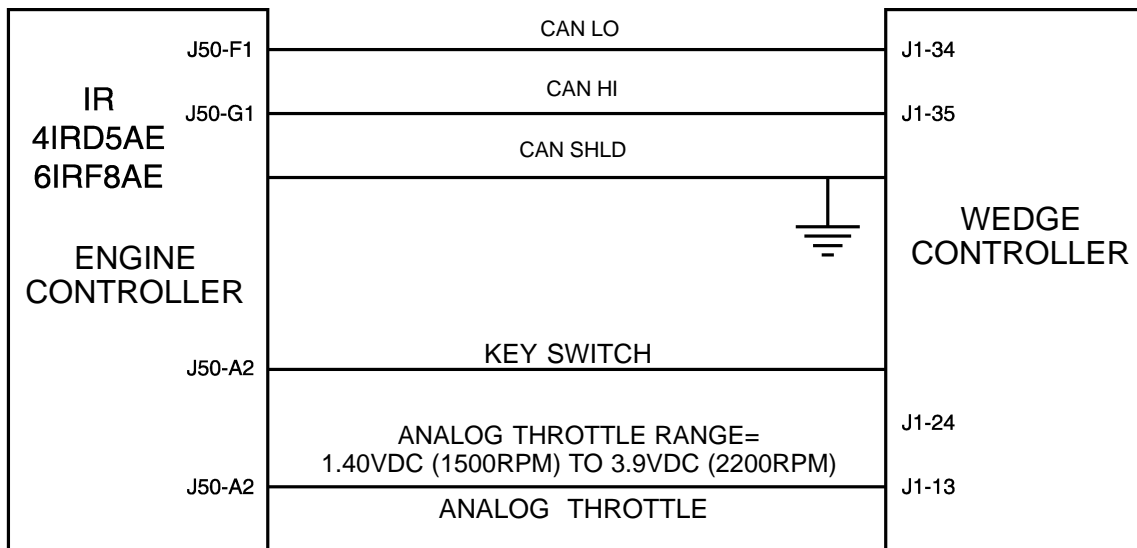 CAN LO
J50-F1
J1-34
CAN HI
J50-G1
J1-35
IR
4IRD5AE
6IRF8AE
CAN SHLD
ENGINE
CONTROLLER
WEDGE
CONTROLLER
KEY SWITCH
J50-A2
J1-24
ANALOG THROTTLE RANGE=
1.40VDC (1500RPM) TO 3.9VDC (2200RPM)
J50-A2
J1-13
ANALOG THROTTLE